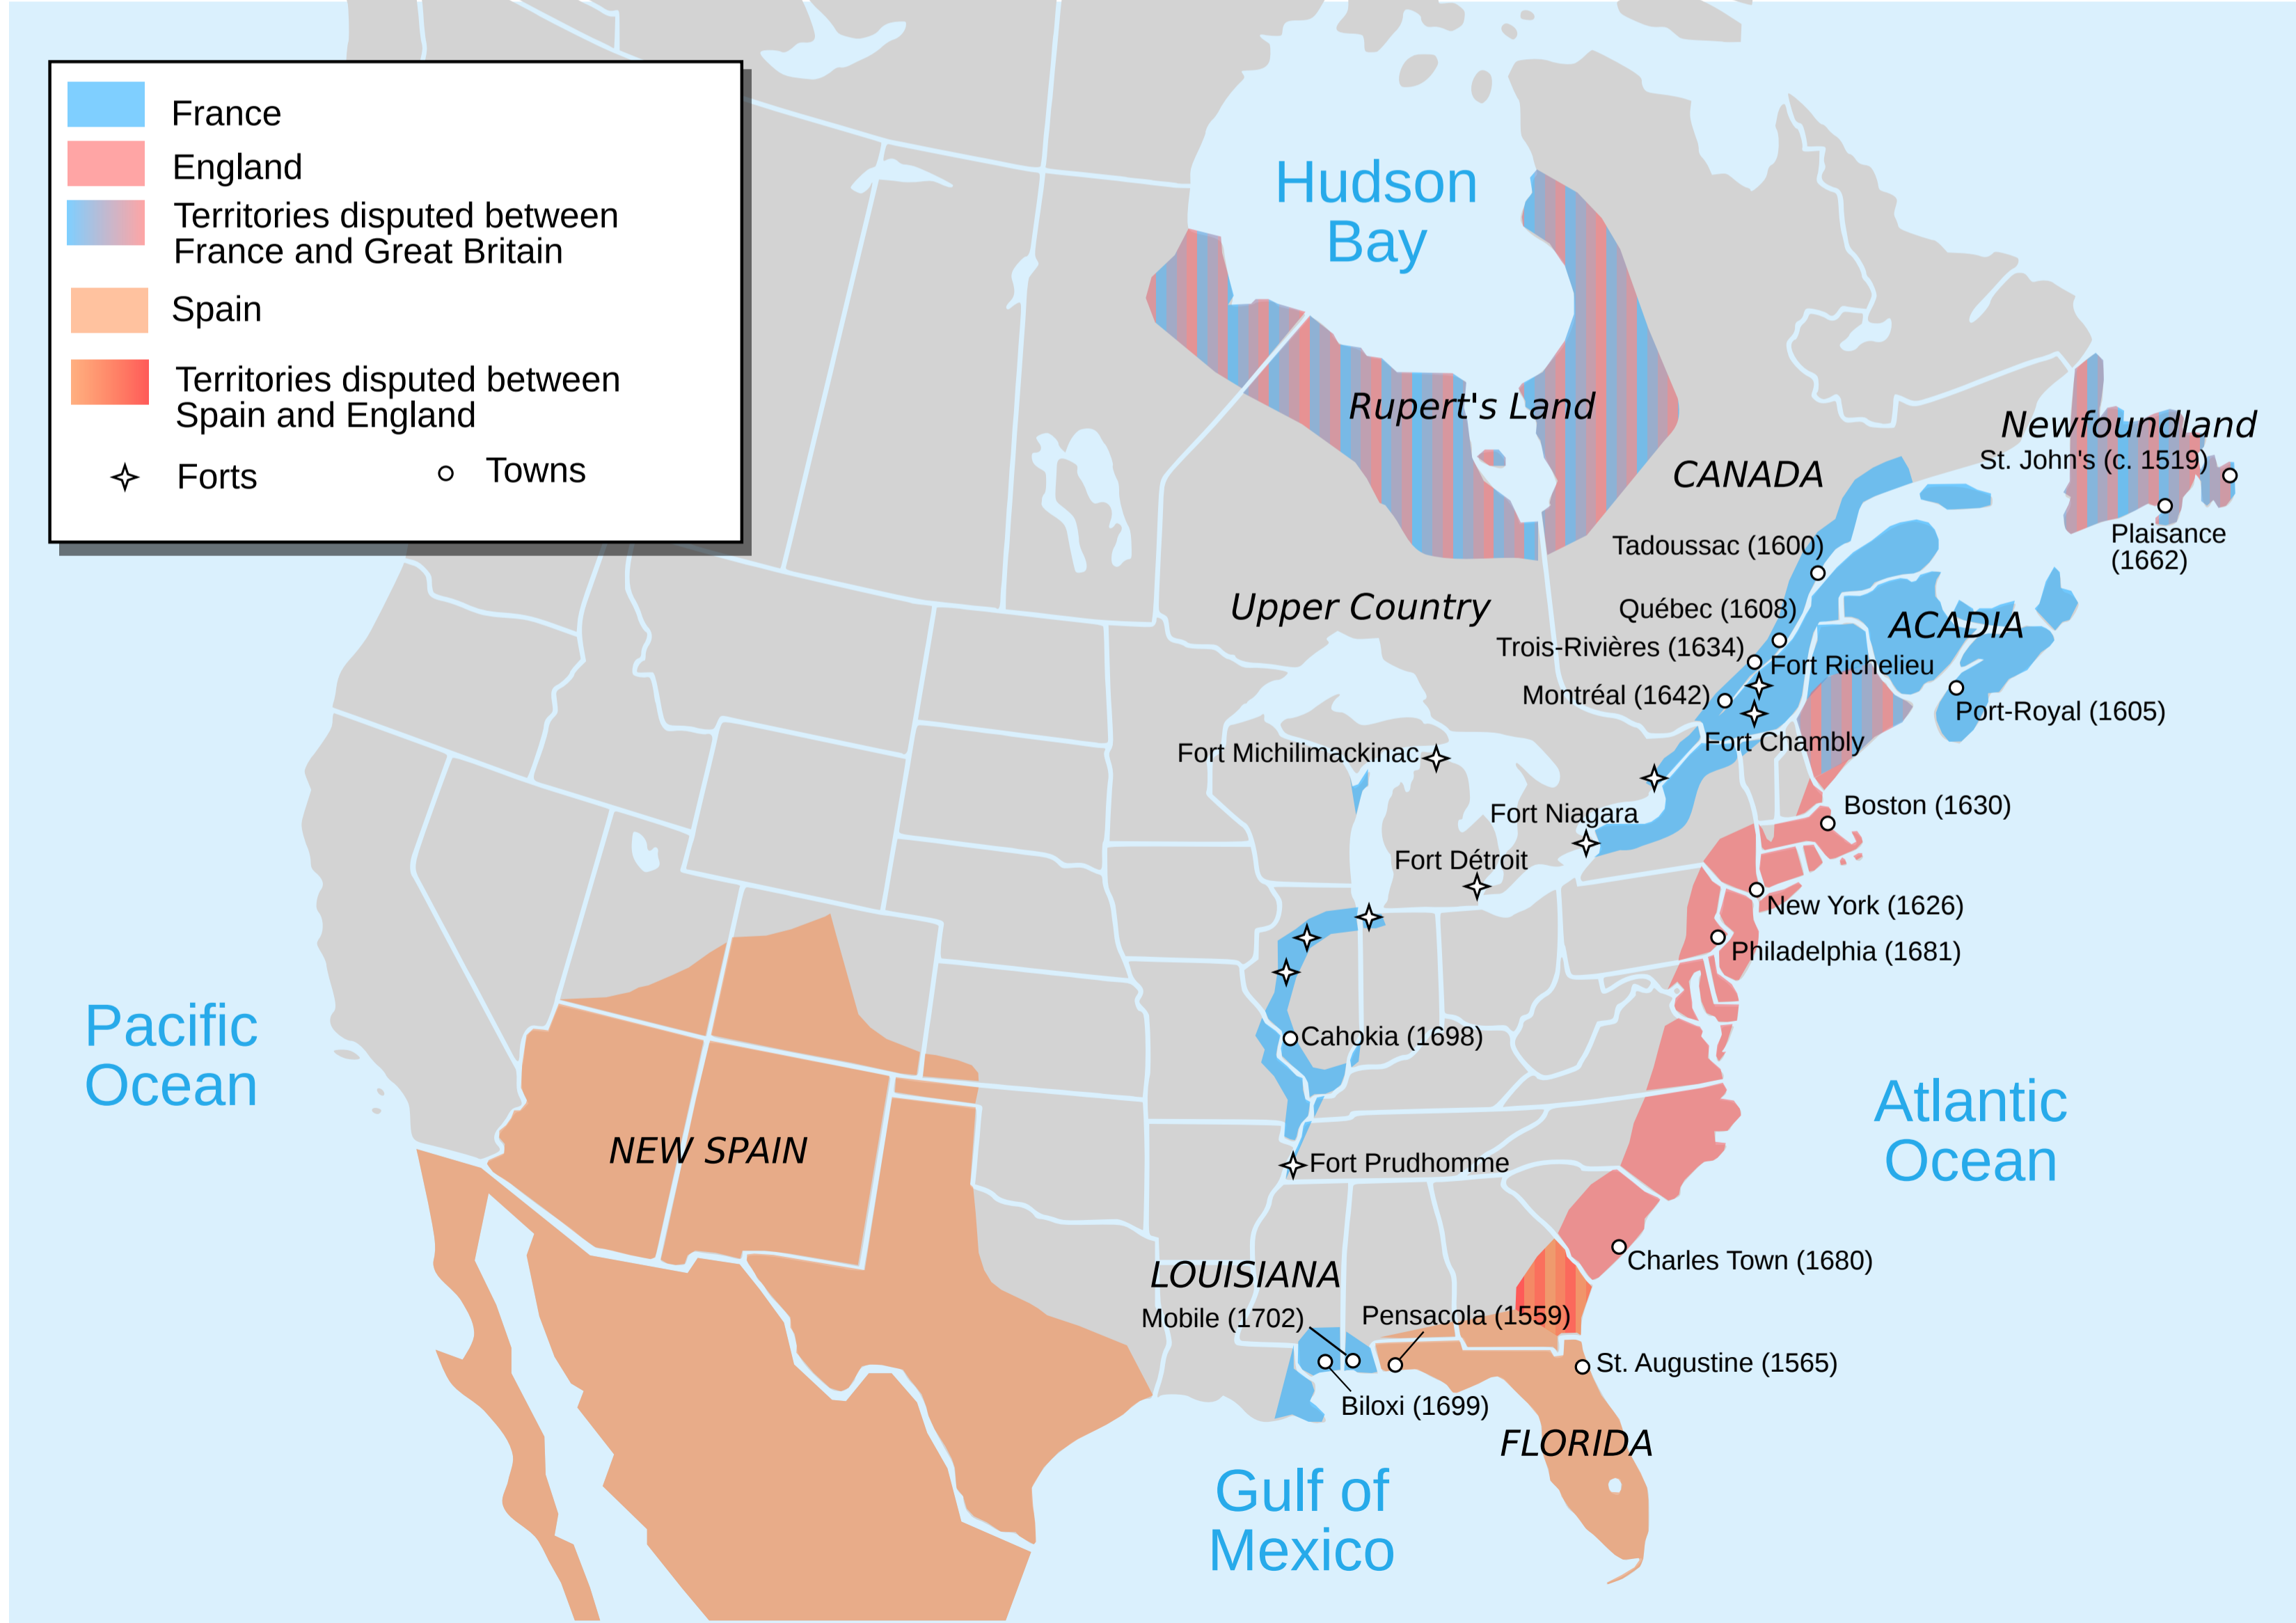 France
England
Territories disputed between
France and Great Britain
Spain
Territories disputed between
Spain and England
Forts
Towns
Hudson
Bay
Rupert's Land
Newfoundland
St. John's (c. 1519)
Plaisance
(1662)
CANADA
Tadoussac (1600)
Upper Country
Québec (1608)
ACADIA
Trois-Rivières (1634)
Fort Richelieu
Montréal (1642)
Port-Royal (1605)
Fort Chambly
Fort Michilimackinac
Boston (1630)
Fort Niagara
Fort Détroit
New York (1626)
Philadelphia (1681)
Pacific
Ocean
Cahokia (1698)
Atlantic
Ocean
NEW SPAIN
Fort Prudhomme
Charles Town (1680)
LOUISIANA
Mobile (1702)
Pensacola (1559)
St. Augustine (1565)
Biloxi (1699)
FLORIDA
Gulf of
Mexico